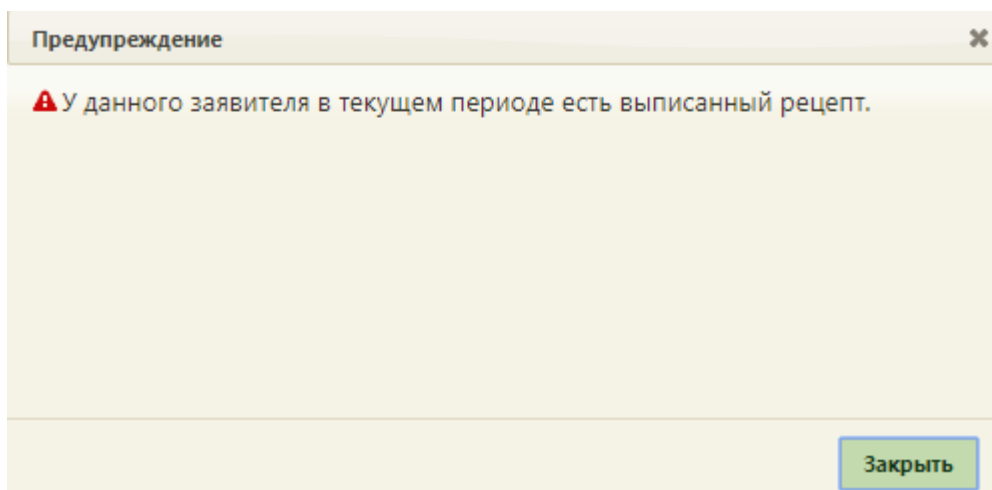 Предупреждение
У данного заявителя в текущем периоде есть выписанный рецепт.
Закрыть